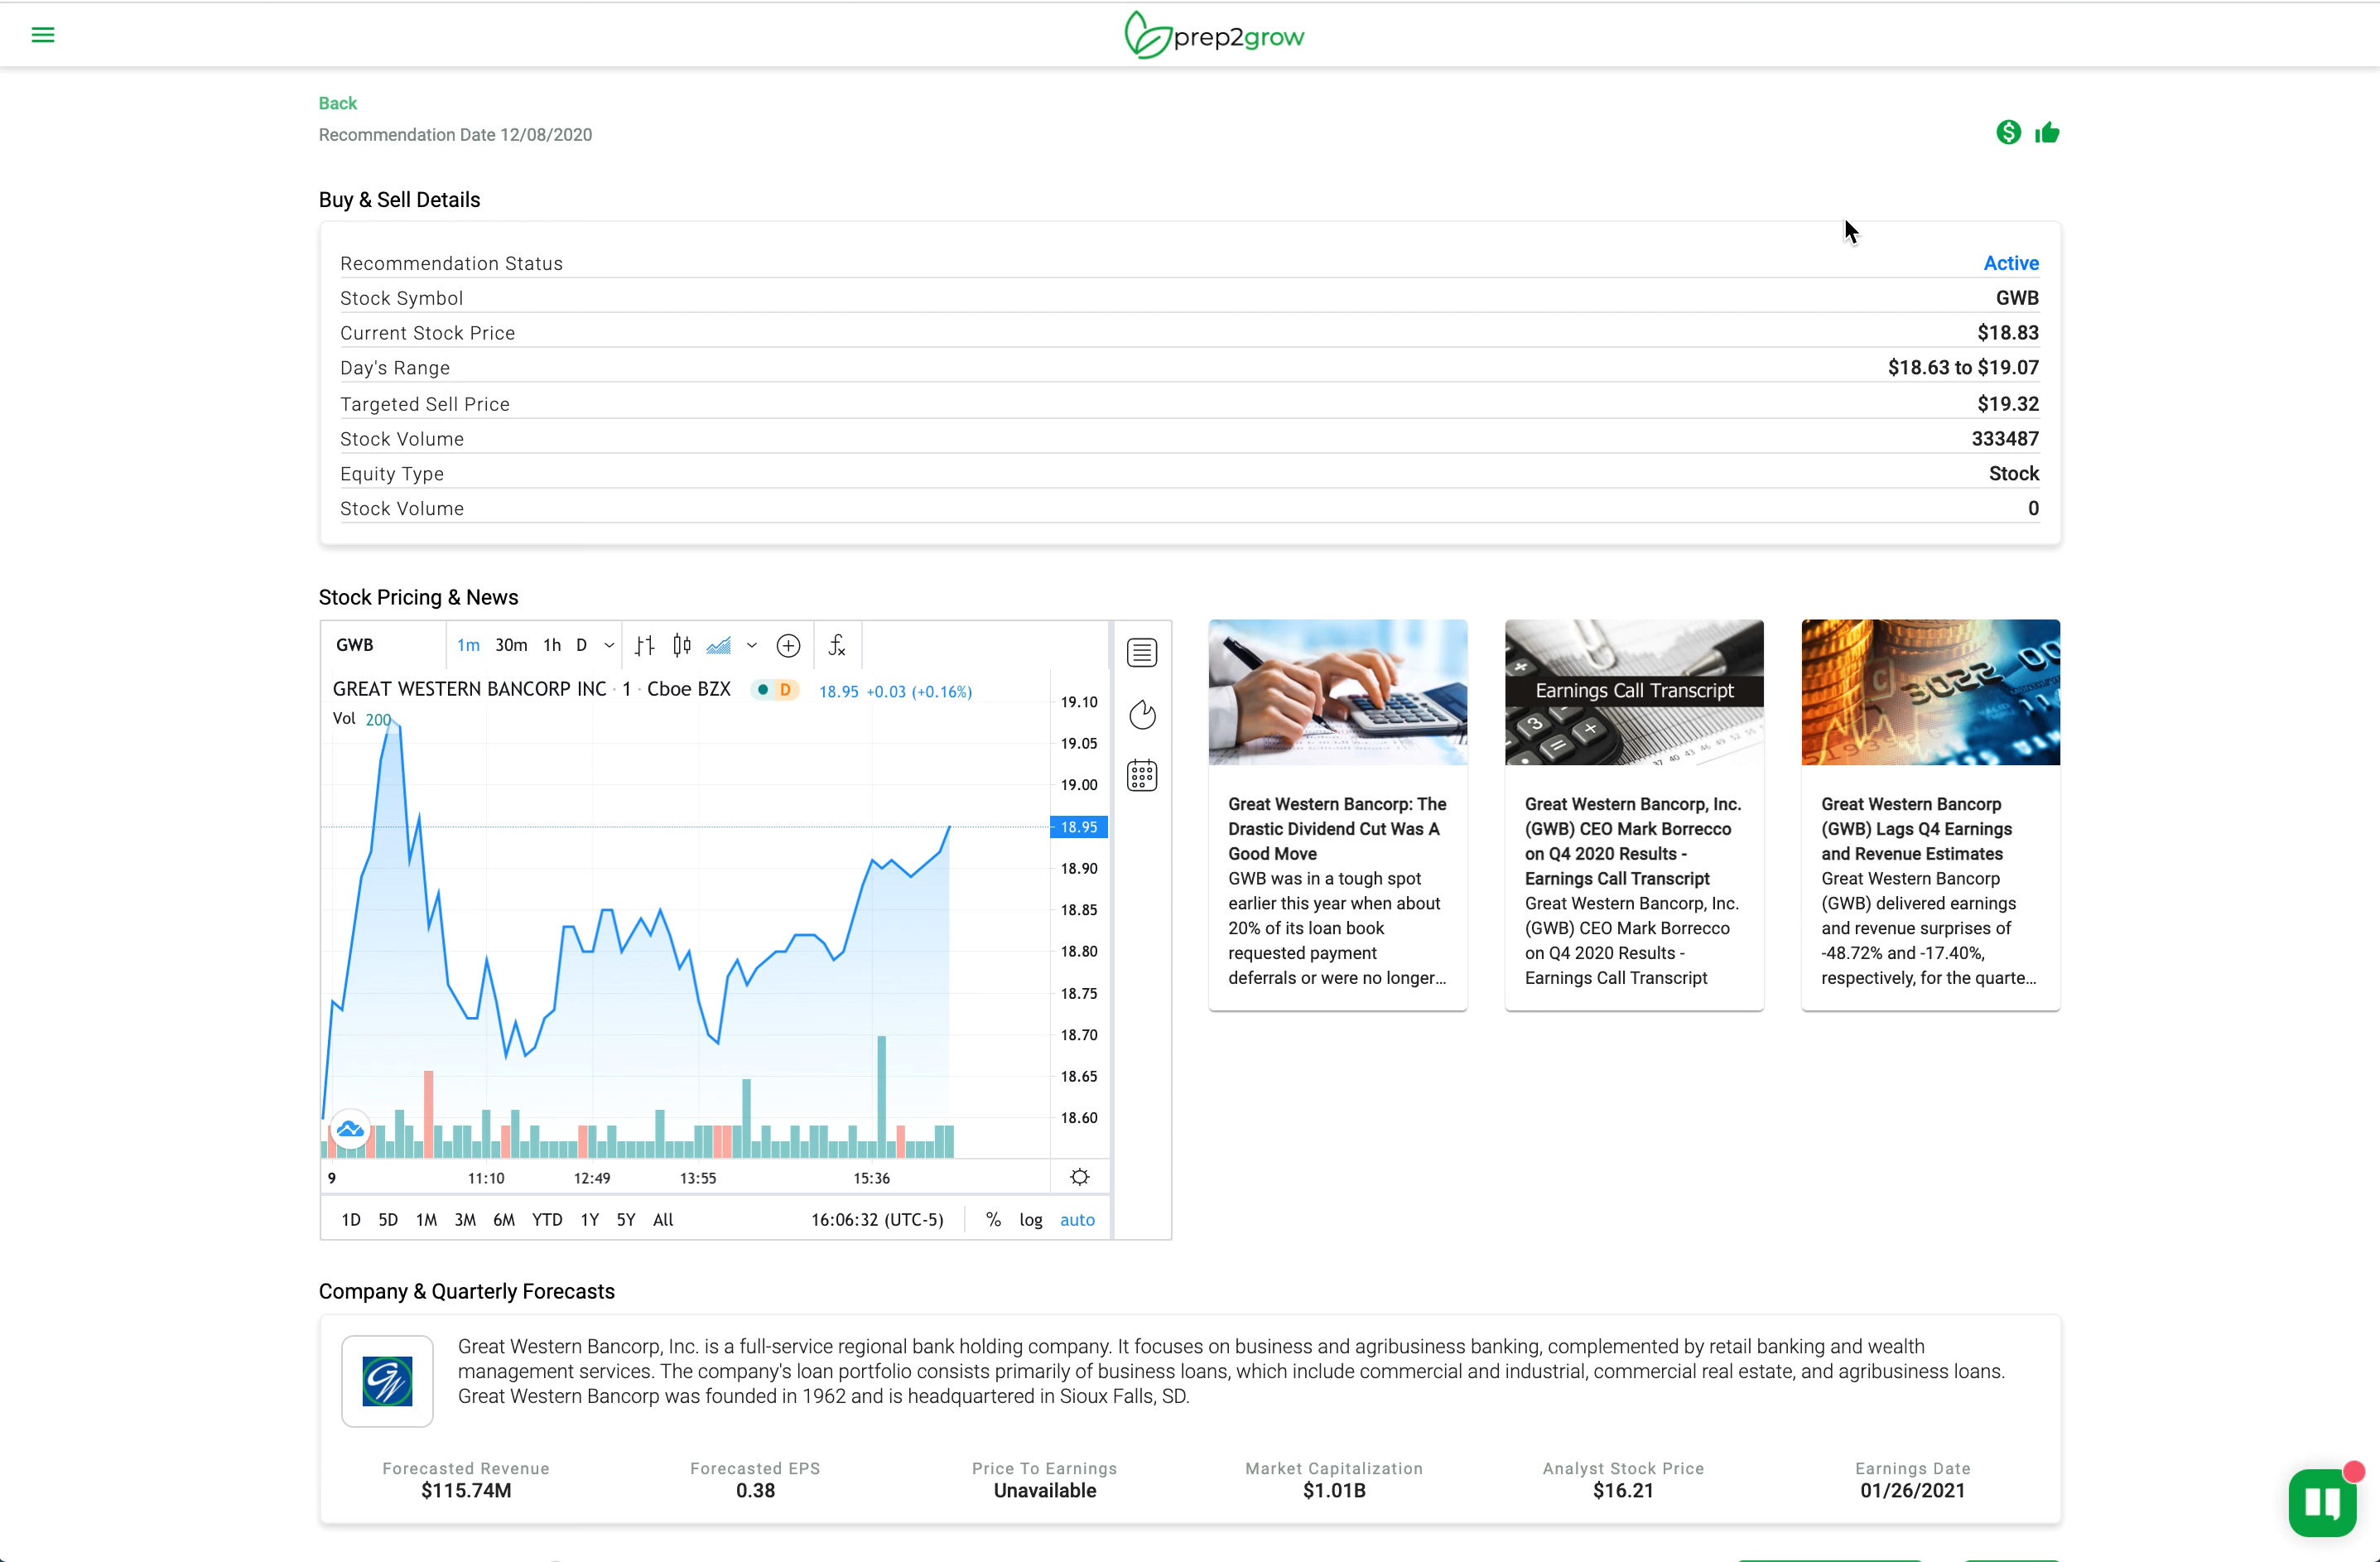 prep2grow
Back
Recommendation Date 12/08/2020
Buy & Sell Details
Recommendation Status Active
Stock Symbol GWB
Current Stock Price $18.83
Day's Range $18.63 to $19.07
Targeted Sell Price $19.32
Stock Volume 333487
Equity Type Stock
Stock Volume 0
Stock Pricing & News
GWB 1m 30m 1h D
GREAT WESTERN BANCORP INC · 1 · Cboe BZX D 18.95 +0.03 (+0.16%)
Vol 200
19.10
19.05
19.00
18.95
18.90
18.85
18.80
18.75
18.70
18.65
18.60
9 11:10 12:49 13:55 15:36
1D 5D 1M 3M 6M YTD 1Y 5Y All 16:06:32 (UTC-5) % log auto
Great Western Bancorp: The
Drastic Dividend Cut Was A
Good Move
GWB was in a tough spot
earlier this year when about
20% of its loan book
requested payment
deferrals or were no longer...
Earnings Call Transcript
Great Western Bancorp, Inc.
(GWB) CEO Mark Borrecco
on Q4 2020 Results -
Earnings Call Transcript
Great Western Bancorp, Inc.
(GWB) CEO Mark Borrecco
on Q4 2020 Results -
Earnings Call Transcript
Great Western Bancorp
(GWB) Lags Q4 Earnings
and Revenue Estimates
Great Western Bancorp
(GWB) delivered earnings
and revenue surprises of
-48.72% and -17.40%,
respectively, for the quarte...
Company & Quarterly Forecasts
Great Western Bancorp, Inc. is a full-service regional bank holding company. It focuses on business and agribusiness banking, complemented by retail banking and wealth
management services. The company's loan portfolio consists primarily of business loans, which include commercial and industrial, commercial real estate, and agribusiness loans.
Great Western Bancorp was founded in 1962 and is headquartered in Sioux Falls, SD.
Forecasted Revenue Forecasted EPS Price To Earnings Market Capitalization Analyst Stock Price Earnings Date
$115.74M 0.38 Unavailable $1.01B $16.21 01/26/2021